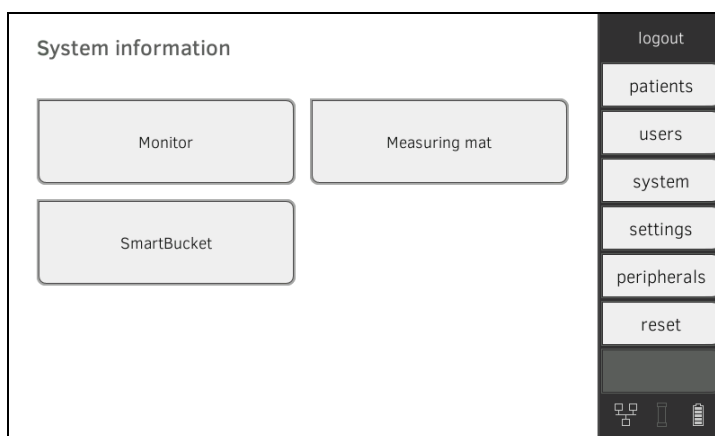 System information
Monitor
Measuring mat
SmartBucket
logout
patients
users
system
settings
peripherals
reset